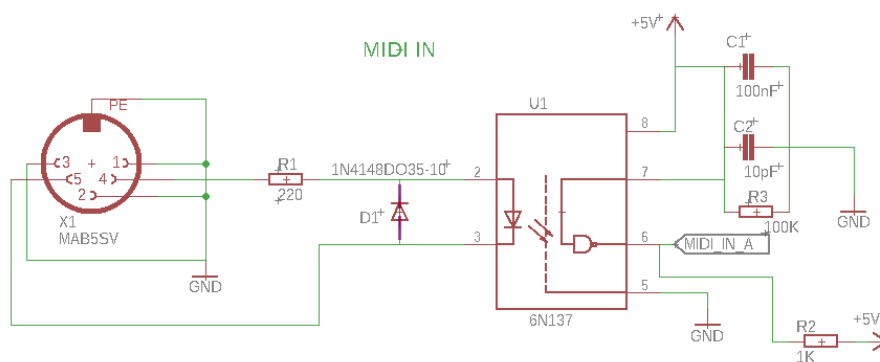 MIDI IN
+5V
C1
100nF
C2
10pF
R3
100K
GND
PE
3
1
5
4
2
X1
MAB5SV
GND
R1
220
1N4148DO35-10
D1
U1
2
3
8
7
6
5
6N137
MIDI_IN_A
GND
R2
1K
+5V